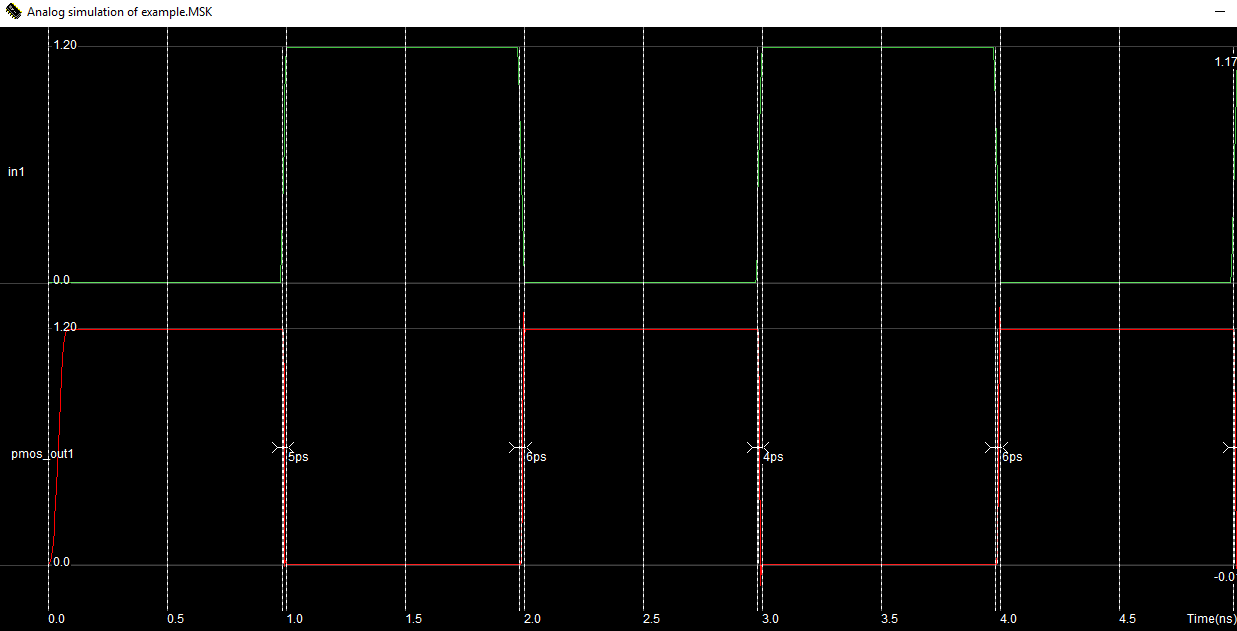 Analog simulation of example.MSK
1.20
1.17
in1
0.0
1.20
pmos_out1
5ps
6ps
4ps
6ps
0.0
-0.0
0.0 0.5 1.0 1.5 2.0 2.5 3.0 3.5 4.0 4.5 Time(ns)